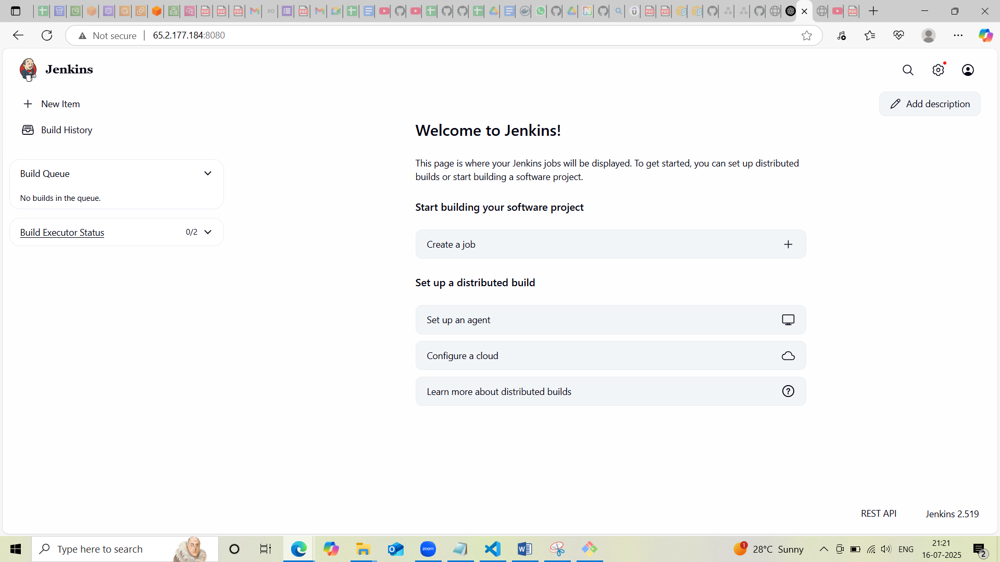 Not secure
65.2.177.184:8080
Jenkins
New Item
Add description
Build History
Welcome to Jenkins!
This page is where your Jenkins jobs will be displayed. To get started, you can set up distributed
builds or start building a software project.
Build Queue
No builds in the queue.
Start building your software project
Build Executor Status 0/2
Create a job
Set up a distributed build
Set up an agent
Configure a cloud
Learn more about distributed builds
REST API
Jenkins 2.519
Type here to search
zoom
1
28°C Sunny
ENG
21:21
16-07-2025
2